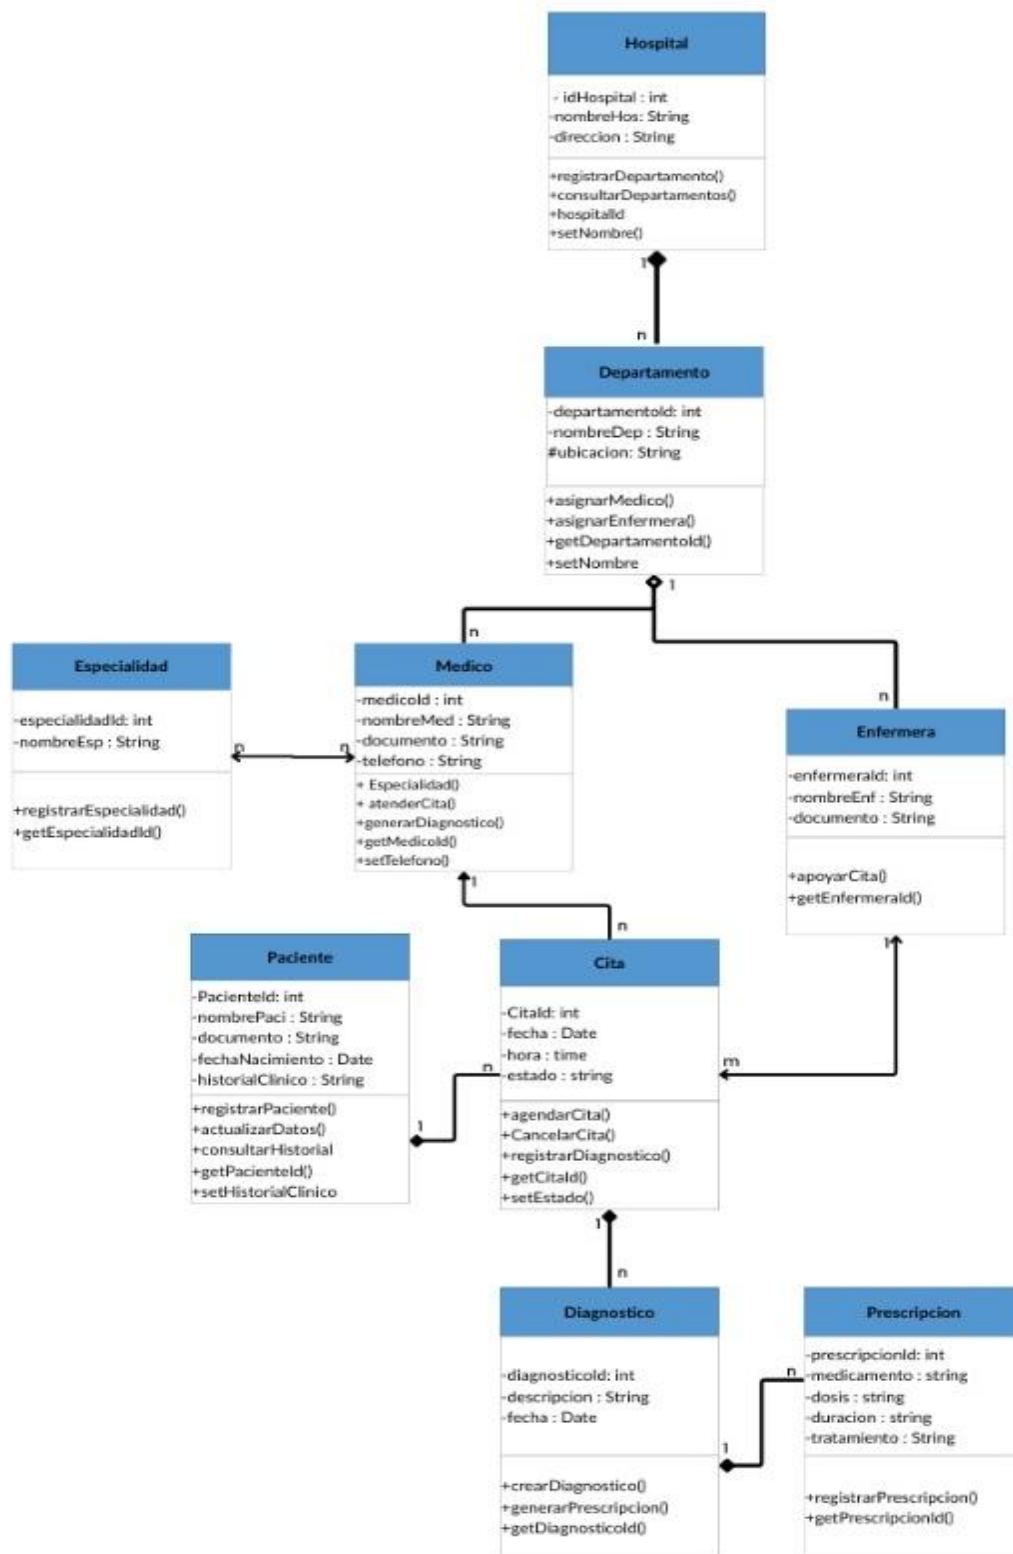 Hospital
- idHospital : int
-nombreHos: String
-direccion : String
+registrarDepartamento()
+consultarDepartamentos()
+hospitalId
+setNombre()
1
n
Departamento
-departamentoId: int
-nombreDep : String
#ubicacion: String
+asignarMedico()
+asignarEnfermera()
+getDepartamentoId()
+setNombre
1
n
n
Especialidad
-especialidadId: int
-nombreEsp : String
+registrarEspecialidad()
+getEspecialidadId()
n
n
Medico
-medicoId : int
-nombreMed : String
-documento : String
-telefono : String
+ Especialidad()
+ atenderCita()
+generarDiagnostico()
+getMedicoId()
+setTelefono()
Enfermera
-enfermeraId: int
-nombreEnf : String
-documento : String
+apoyarCita()
+getEnfermeraId()
1
n
1
Paciente
-PacienteId: int
-nombrePaci : String
-documento : String
-fechaNacimiento : Date
-historialClinico : String
+registrarPaciente()
+actualizarDatos()
+consultarHistorial
+getPacienteId()
+setHistorialClinico
1
n
Cita
-CitaId: int
-fecha : Date
-hora : time
-estado : string
+agendarCita()
+CancelarCita()
+registrarDiagnostico()
+getCitaId()
+setEstado()
m
1
n
Diagnostico
-diagnosticoId: int
-descripcion : String
-fecha : Date
+crearDiagnostico()
+generarPrescripcion()
+getDiagnosticoId()
1
n
Prescripcion
-prescripcionId: int
-medicamento : string
-dosis : string
-duracion : string
-tratamiento : String
+registrarPrescripcion()
+getPrescripcionId()